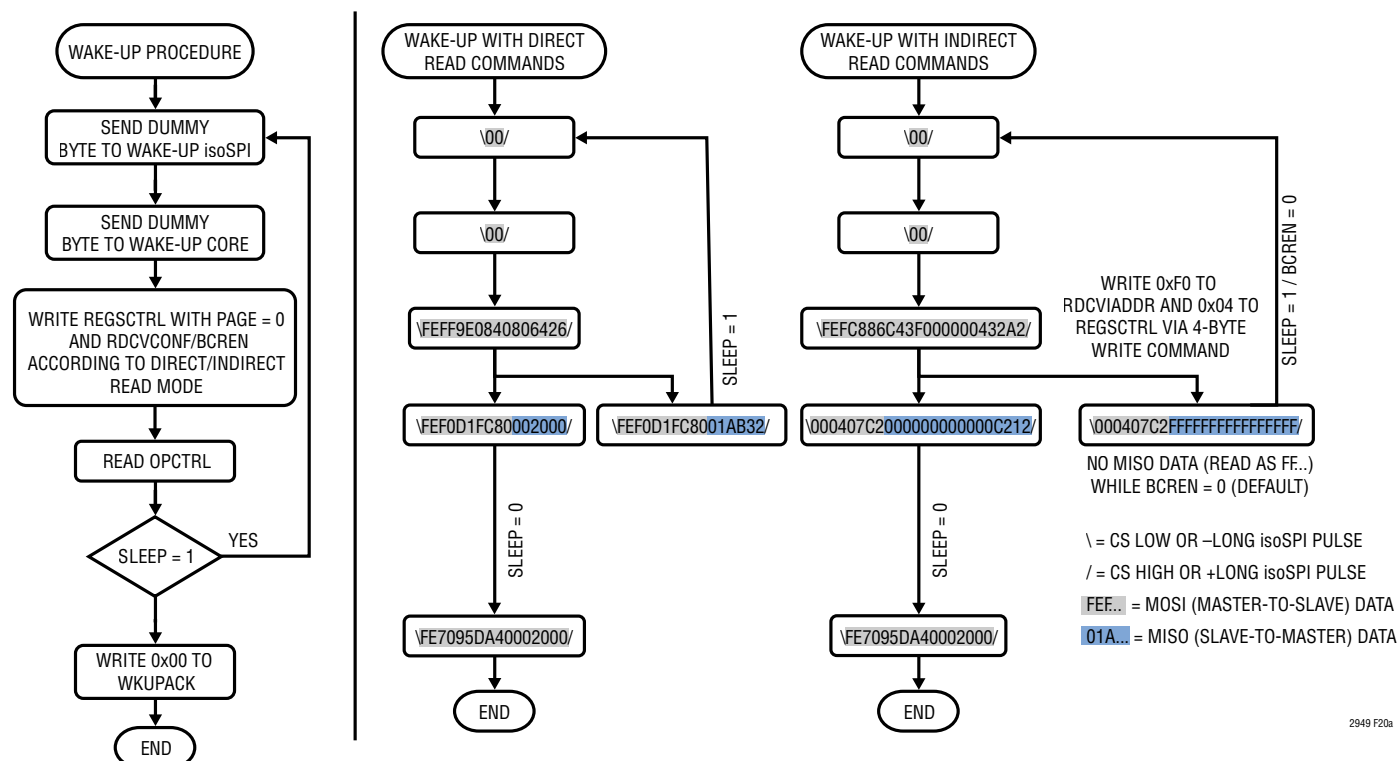 WAKE-UP PROCEDURE
SEND DUMMY
BYTE TO WAKE-UP isoSPI
SEND DUMMY
BYTE TO WAKE-UP CORE
WRITE REGSCTRL WITH PAGE = 0
AND RDCVCONF/BCREN
ACCORDING TO DIRECT/INDIRECT
READ MODE
READ OPCTRL
SLEEP = 1
YES
WRITE 0x00 TO
WKUPACK
END
WAKE-UP WITH DIRECT
READ COMMANDS
\00/
\00/
\FEFF9E0840806426/
\FEF0D1FC80002000/
\FEF0D1FC8001AB32/
SLEEP = 1
SLEEP = 0
\FE7095DA40002000/
END
WAKE-UP WITH INDIRECT
READ COMMANDS
\00/
\00/
\FEFC886C43F000000432A2/
WRITE 0xF0 TO
RDCVIADDR AND 0x04 TO
REGSCTRL VIA 4-BYTE
WRITE COMMAND
SLEEP = 1 / BCREN = 0
\000407C2000000000000C212/
\000407C2FFFFFFFFFFFFFFFF/
NO MISO DATA (READ AS FF...)
WHILE BCREN = 0 (DEFAULT)
SLEEP = 0
\FE7095DA40002000/
END
\ = CS LOW OR –LONG isoSPI PULSE
/ = CS HIGH OR +LONG isoSPI PULSE
FEF... = MOSI (MASTER-TO-SLAVE) DATA
01A... = MISO (SLAVE-TO-MASTER) DATA
2949 F20a